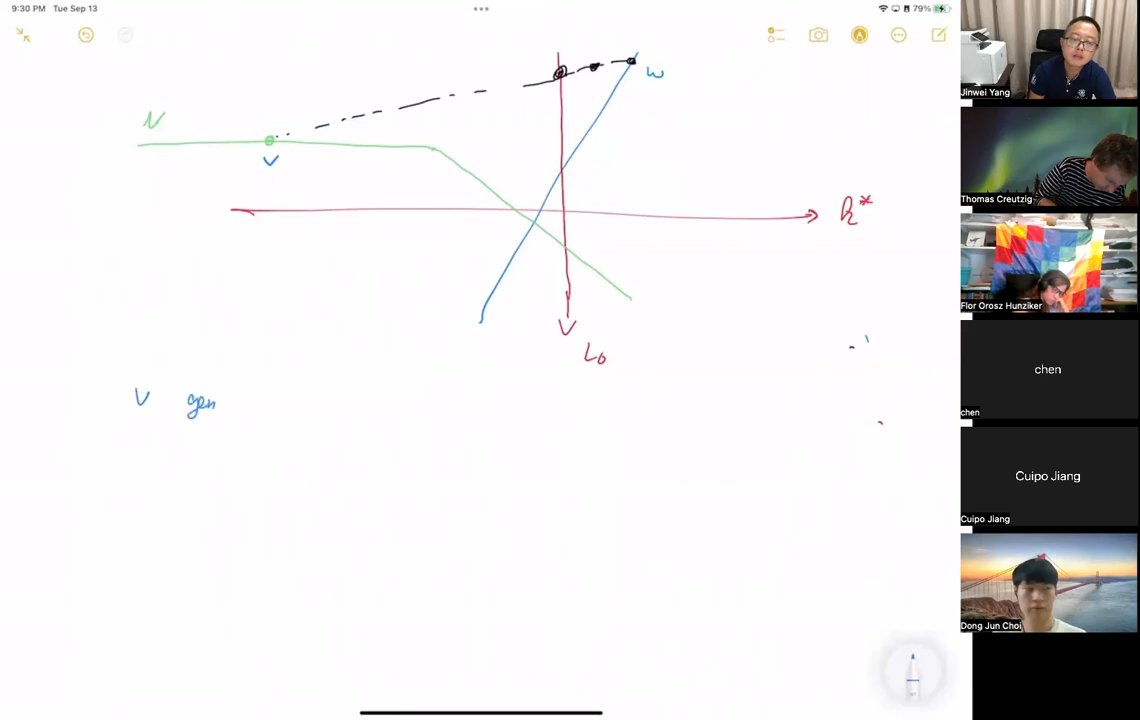 9:30 PM Tue Sep 13
79%
w
N
V
h*
L0
V gen
Jinwei Yang
Thomas Creutzig
Flor Orosz Hunziker
chen
chen
Cuipo Jiang
Cuipo Jiang
Dong Jun Choi